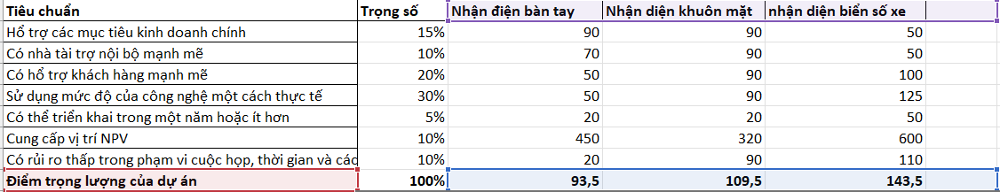 Tiêu chuẩn Trọng số Nhận điện bàn tay Nhận diện khuôn mặt nhận diện biển số xe
Hổ trợ các mục tiêu kinh doanh chính 15% 90 90 50
Có nhà tài trợ nội bộ mạnh mẽ 10% 70 90 50
Có hổ trợ khách hàng mạnh mẽ 20% 50 90 100
Sử dụng mức độ của công nghệ một cách thực tế 30% 50 90 125
Có thể triển khai trong một năm hoặc ít hơn 5% 20 20 50
Cung cấp vị trí NPV 10% 450 320 600
Có rủi ro thấp trong phạm vi cuộc họp, thời gian và các 10% 20 90 110
Điểm trọng lượng của dự án 100% 93,5 109,5 143,5